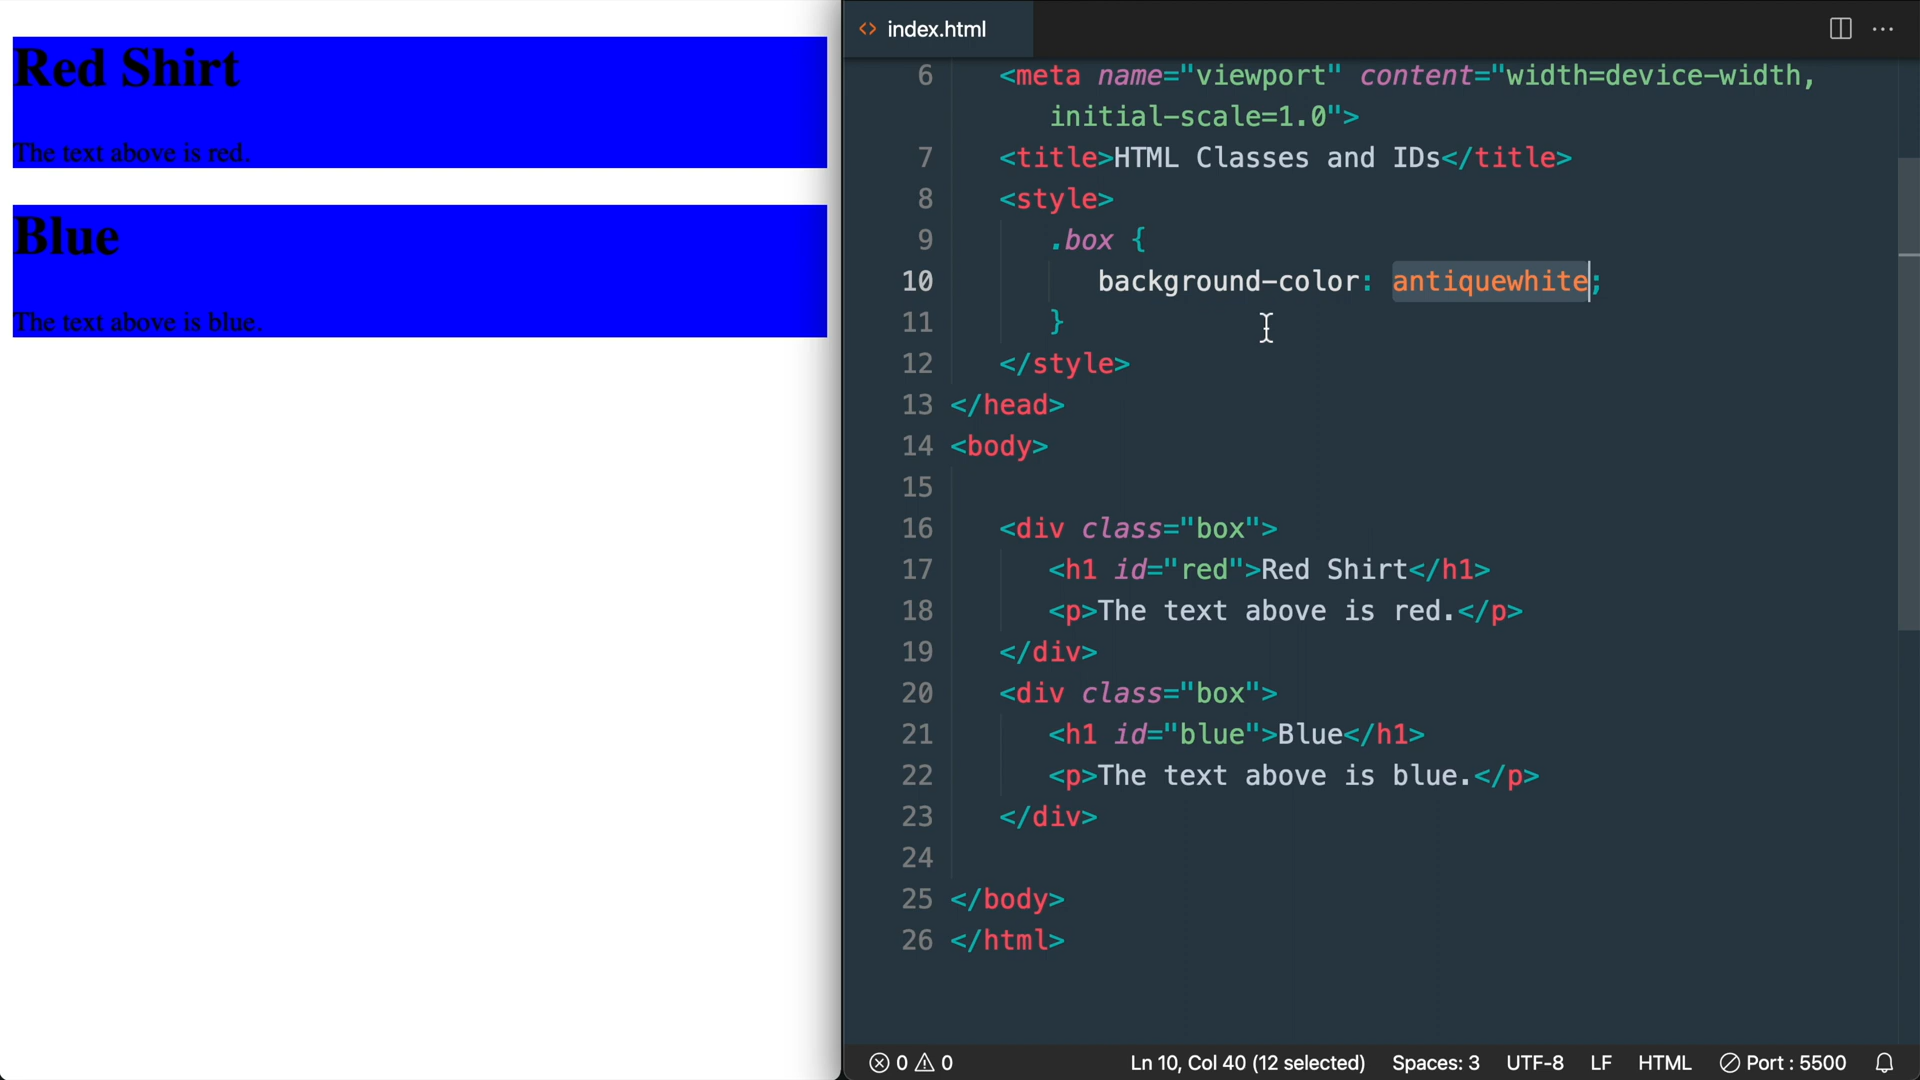 Red Shirt
The text above is red.
Blue
The text above is blue.
<> index.html
6 <meta name="viewport" content="width=device-width,
initial-scale=1.0">
7 <title>HTML Classes and IDs</title>
8 <style>
9 .box {
10 background-color: antiquewhite;
11 }
12 </style>
13 </head>
14 <body>
15
16 <div class="box">
17 <h1 id="red">Red Shirt</h1>
18 <p>The text above is red.</p>
19 </div>
20 <div class="box">
21 <h1 id="blue">Blue</h1>
22 <p>The text above is blue.</p>
23 </div>
24
25 </body>
26 </html>
0 0 Ln 10, Col 40 (12 selected) Spaces: 3 UTF-8 LF HTML Port : 5500